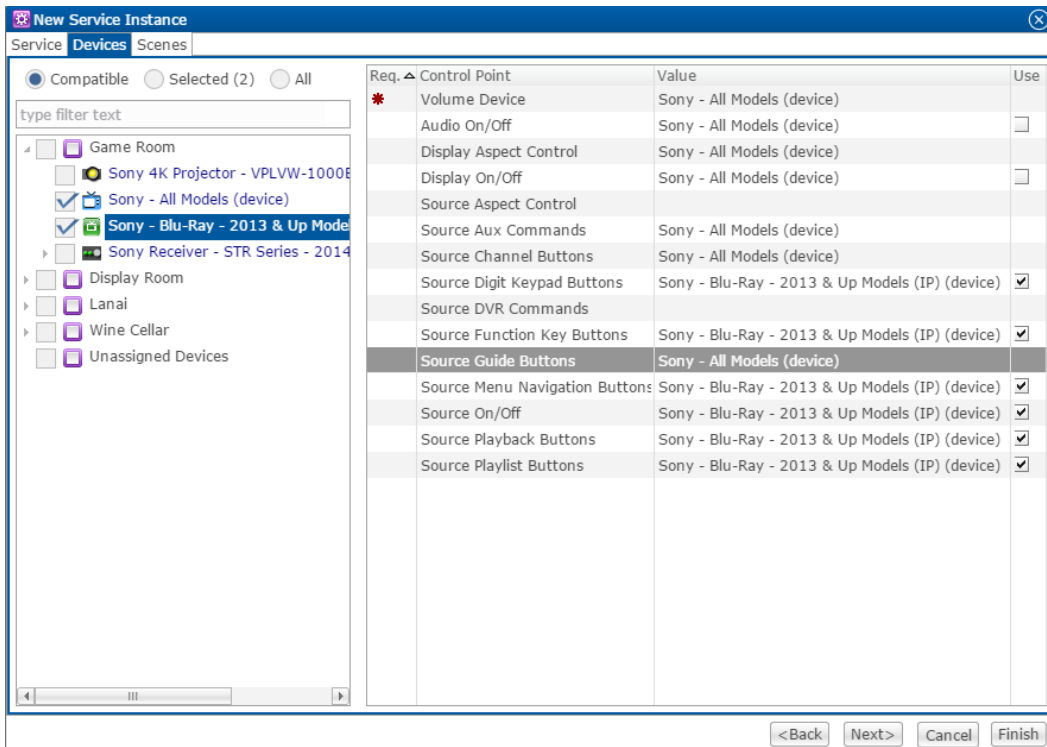 New Service Instance
Service Devices Scenes
Compatible Selected (2) All
type filter text
Game Room
Sony 4K Projector - VPLVW-1000E
Sony - All Models (device)
Sony - Blu-Ray - 2013 & Up Mode
Sony Receiver - STR Series - 2014
Display Room
Lanai
Wine Cellar
Unassigned Devices
Req. Control Point Value Use
Volume Device Sony - All Models (device)
Audio On/Off Sony - All Models (device)
Display Aspect Control Sony - All Models (device)
Display On/Off Sony - All Models (device)
Source Aspect Control
Source Aux Commands Sony - All Models (device)
Source Channel Buttons Sony - All Models (device)
Source Digit Keypad Buttons Sony - Blu-Ray - 2013 & Up Models (IP) (device)
Source DVR Commands
Source Function Key Buttons Sony - Blu-Ray - 2013 & Up Models (IP) (device)
Source Guide Buttons Sony - All Models (device)
Source Menu Navigation Buttons Sony - Blu-Ray - 2013 & Up Models (IP) (device)
Source On/Off Sony - Blu-Ray - 2013 & Up Models (IP) (device)
Source Playback Buttons Sony - Blu-Ray - 2013 & Up Models (IP) (device)
Source Playlist Buttons Sony - Blu-Ray - 2013 & Up Models (IP) (device)
<Back Next> Cancel Finish